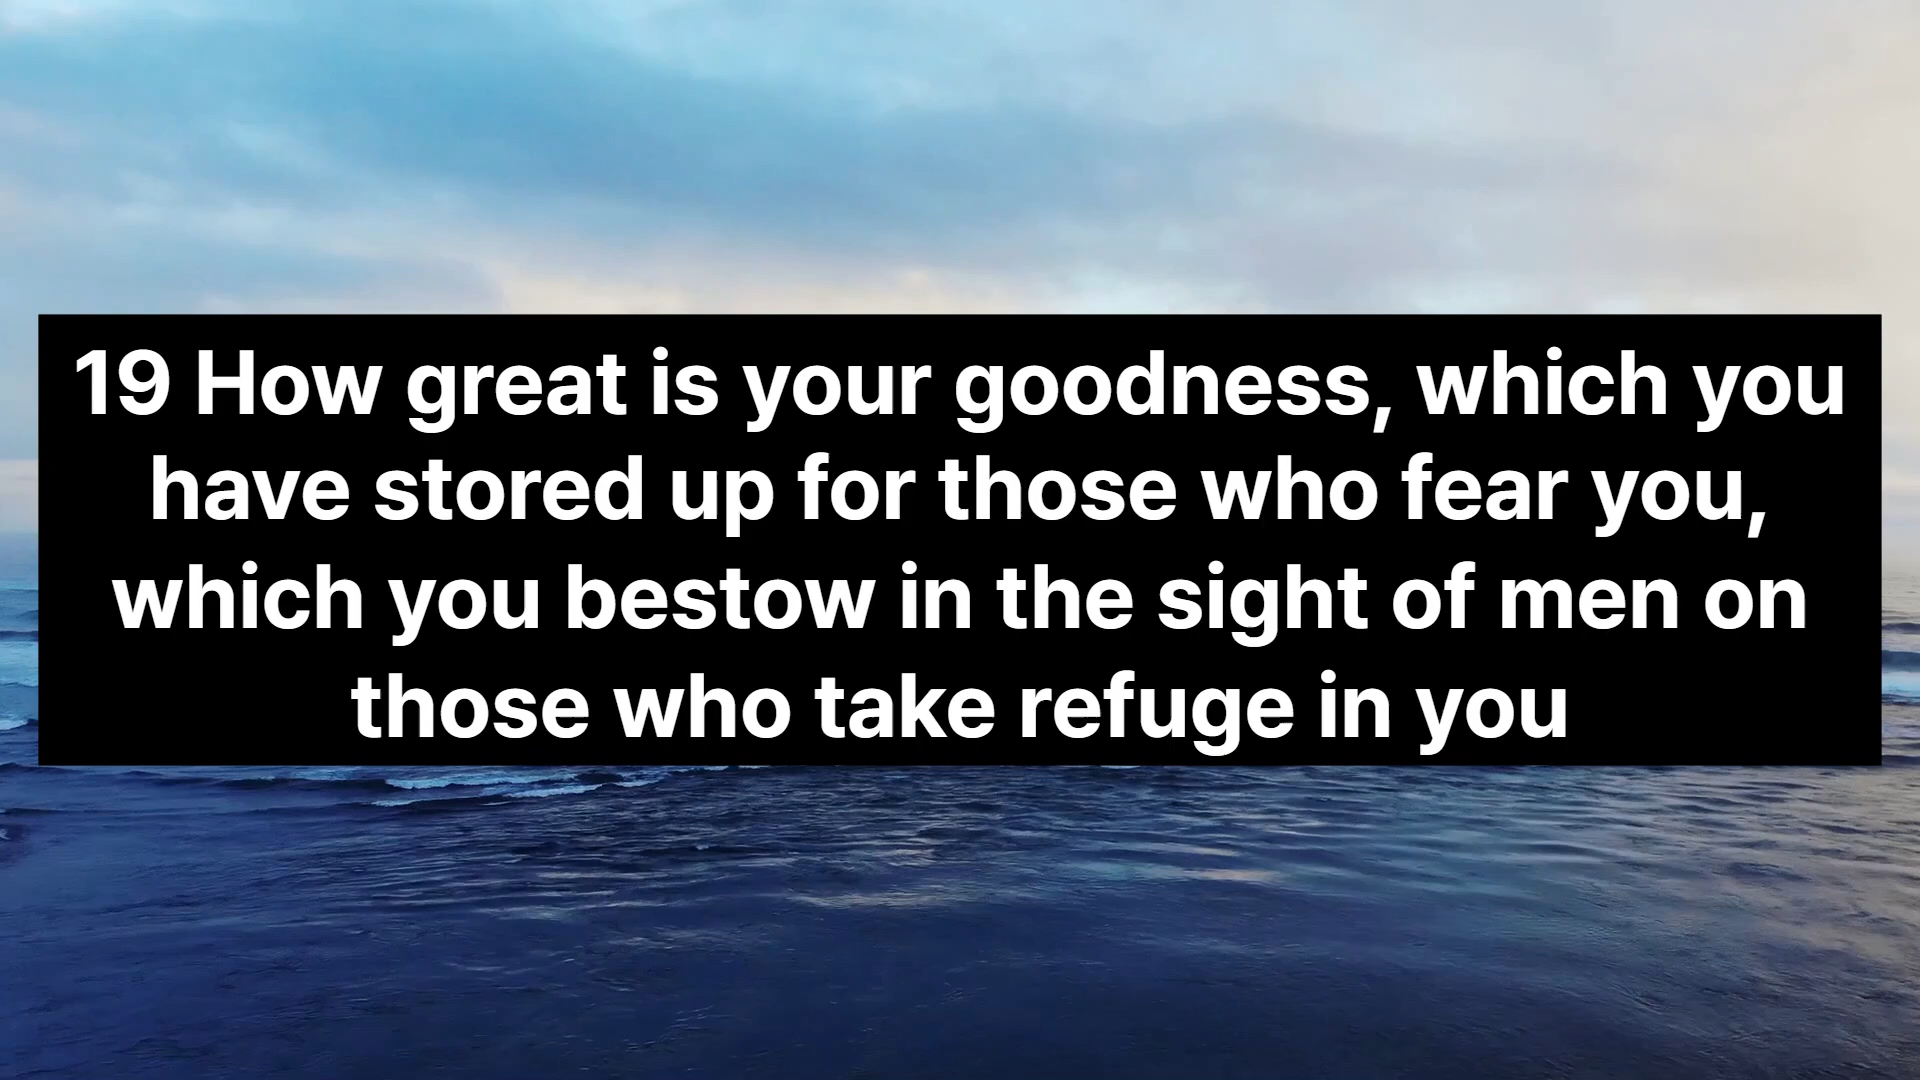 19 How great is your goodness, which you
have stored up for those who fear you,
which you bestow in the sight of men on
those who take refuge in you